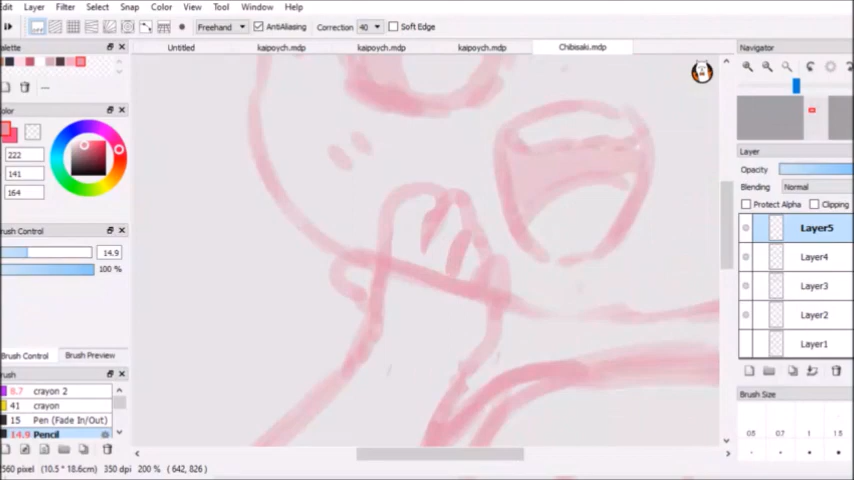 dit Layer Filter Select Snap Color View Tool Window Help
Freehand AntiAliasing Correction 40 Soft Edge
alette Untitled kaipoych.mdp kaipoych.mdp kaipoych.mdp Chibisaki.mdp Navigator
olor
222
141
164
Layer
Opacity
Blending Normal
Protect Alpha Clipping
Layer5
Layer4
Layer3
Layer2
Layer1
rush Control
14.9
100 %
Brush Control Brush Preview
rush
8.7 crayon 2
41 crayon
15 Pen (Fade In/Out)
14.9 Pencil
Brush Size
0.5 0.7 1 1.5
560 pixel (10.5 * 18.6cm) 350 dpi 200 % ( 642, 826 )